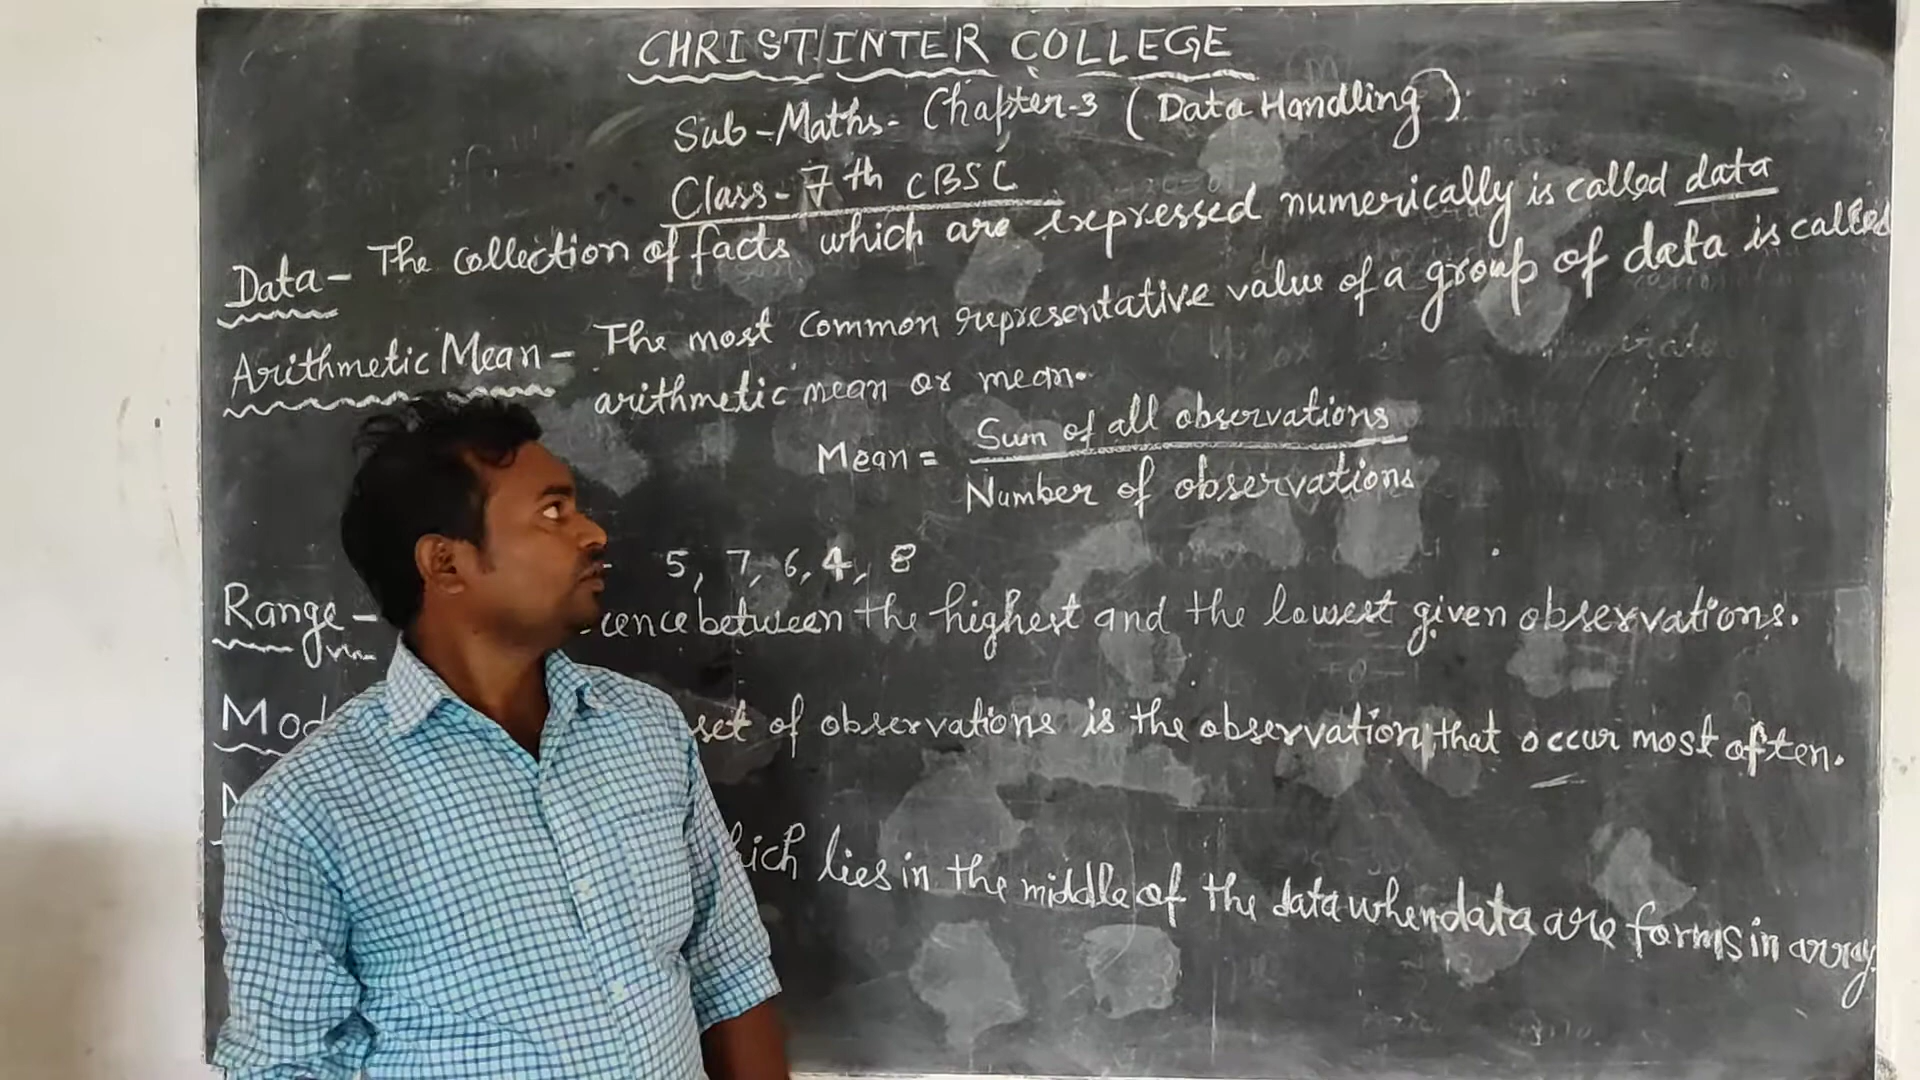 CHRIST INTER COLLEGE
Sub-Maths- Chapter-3 (Data Handling)
Class- 7th CBSC
Data- The collection of facts which are expressed numerically is called data
Arithmetic Mean- The most common representative value of a group of data is called
arithmetic mean or mean.
Mean = Sum of all observations
Number of observations
- 5, 7, 6, 4, 8
Range- between the highest and the lowest given observations.
set of observations is the observation that occur most often.
lies in the middle of the data when data are forms in array.